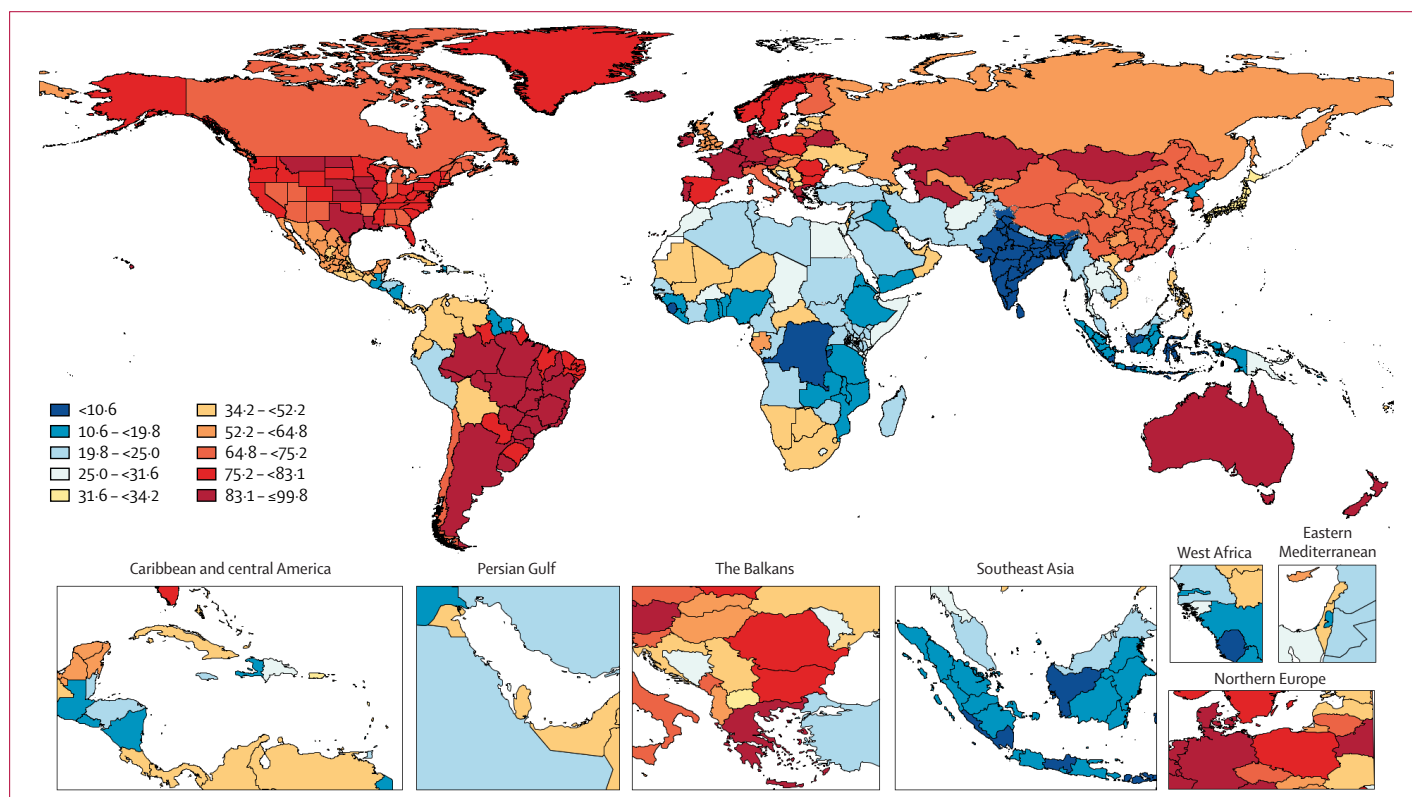 <10·6
10·6 – <19·8
19·8 – <25·0
25·0 – <31·6
31·6 – <34·2
34·2 – <52·2
52·2 – <64·8
64·8 – <75·2
75·2 – <83·1
83·1 – ≤99·8
Caribbean and central America
Persian Gulf
The Balkans
Southeast Asia
West Africa
Eastern
Mediterranean
Northern Europe